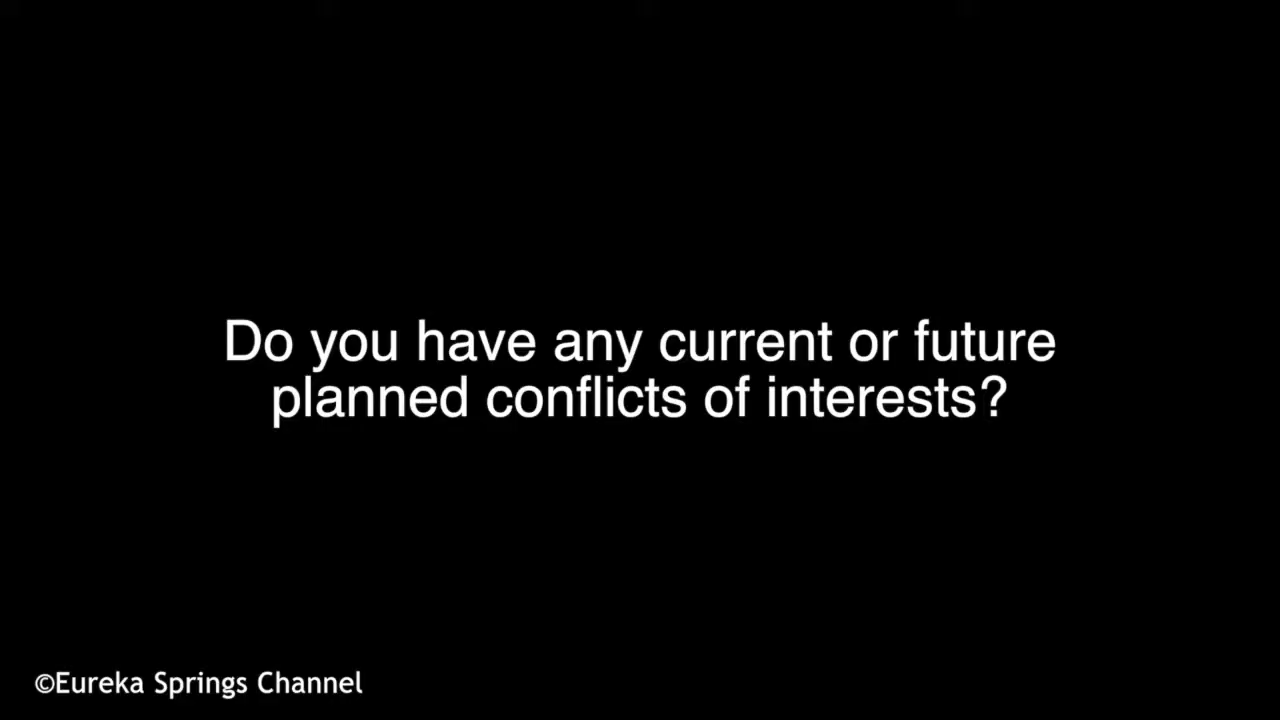 Do you have any current or future
planned conflicts of interests?
©Eureka Springs Channel